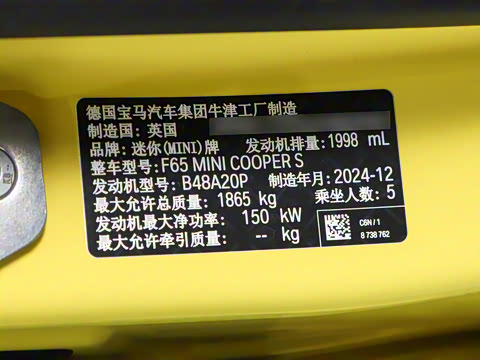 德国宝马汽车集团牛津工厂制造
制造国: 英国
品牌: 迷你(MINI)牌 发动机排量: 1998 mL
整车型号: F65 MINI COOPER S
发动机型号: B48A20P 制造年月: 2024-12
最大允许总质量: 1865 kg 乘坐人数: 5
发动机最大净功率: 150 kW
最大允许牵引质量: -- kg
C6N / 1
8 738 762